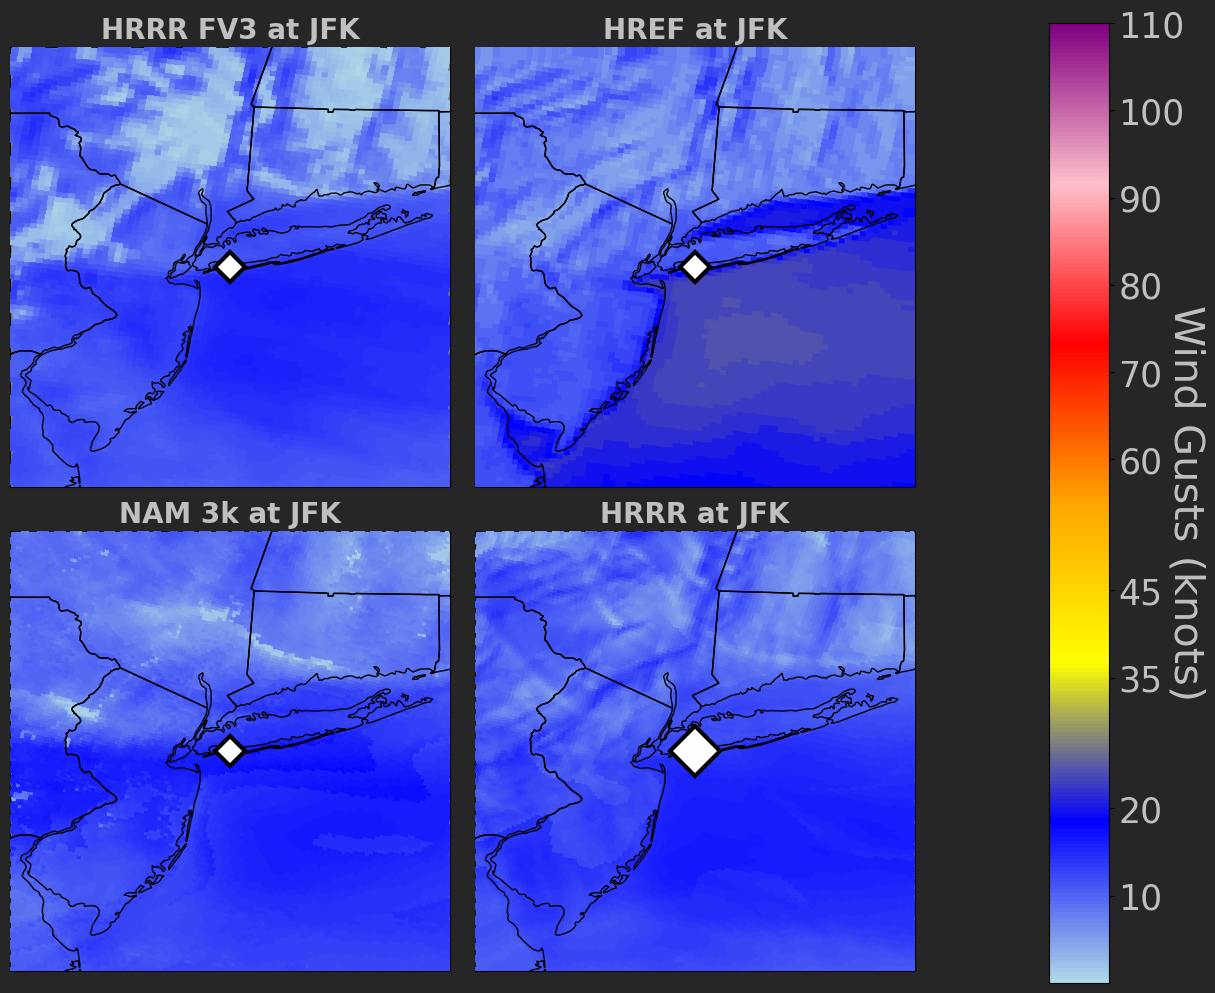 HRRR FV3 at JFK
HREF at JFK
NAM 3k at JFK
HRRR at JFK
110
100
90
80
70
60
45
35
20
10
Wind Gusts (knots)